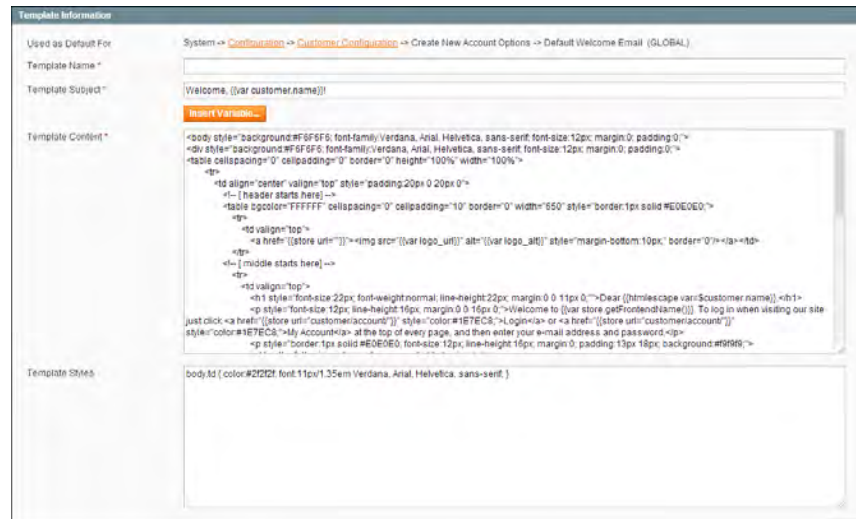 Template Information
Used as Default For
System -> Configuration -> Customer Configuration -> Create New Account Options -> Default Welcome Email (GLOBAL)
Template Name *
Template Subject *
Welcome, {{var customer.name}}!
Insert Variable...
Template Content *
<body style="background:#F6F6F6; font-family:Verdana, Arial, Helvetica, sans-serif; font-size:12px; margin:0; padding:0;">
<div style="background:#F6F6F6; font-family:Verdana, Arial, Helvetica, sans-serif; font-size:12px; margin:0; padding:0;">
<table cellspacing="0" cellpadding="0" border="0" height="100%" width="100%">
<tr>
<td align="center" valign="top" style="padding:20px 0 20px 0">
<!-- [ header starts here] -->
<table bgcolor="FFFFFF" cellspacing="0" cellpadding="10" border="0" width="650" style="border:1px solid #E0E0E0;">
<tr>
<td valign="top">
<a href="{{store url=""}}"><img src="{{var logo_url}}" alt="{{var logo_alt}}" style="margin-bottom:10px;" border="0"/></a></td>
</tr>
<!-- [ middle starts here] -->
<tr>
<td valign="top">
<h1 style="font-size:22px; font-weight:normal; line-height:22px; margin:0 0 11px 0;"">Dear {{htmlescape var=$customer.name}},</h1>
<p style="font-size:12px; line-height:16px; margin:0 0 16px 0;">Welcome to {{var store.getFrontendName()}}. To log in when visiting our site
just click <a href="{{store url="customer/account/"}}" style="color:#1E7EC8;">Login</a> or <a href="{{store url="customer/account/"}}"
style="color:#1E7EC8;">My Account</a> at the top of every page, and then enter your e-mail address and password.</p>
<p style="border:1px solid #E0E0E0; font-size:12px; line-height:16px; margin:0; padding:13px 18px; background:#f9f9f9;">
Template Styles
body,td { color:#2f2f2f; font:11px/1.35em Verdana, Arial, Helvetica, sans-serif; }